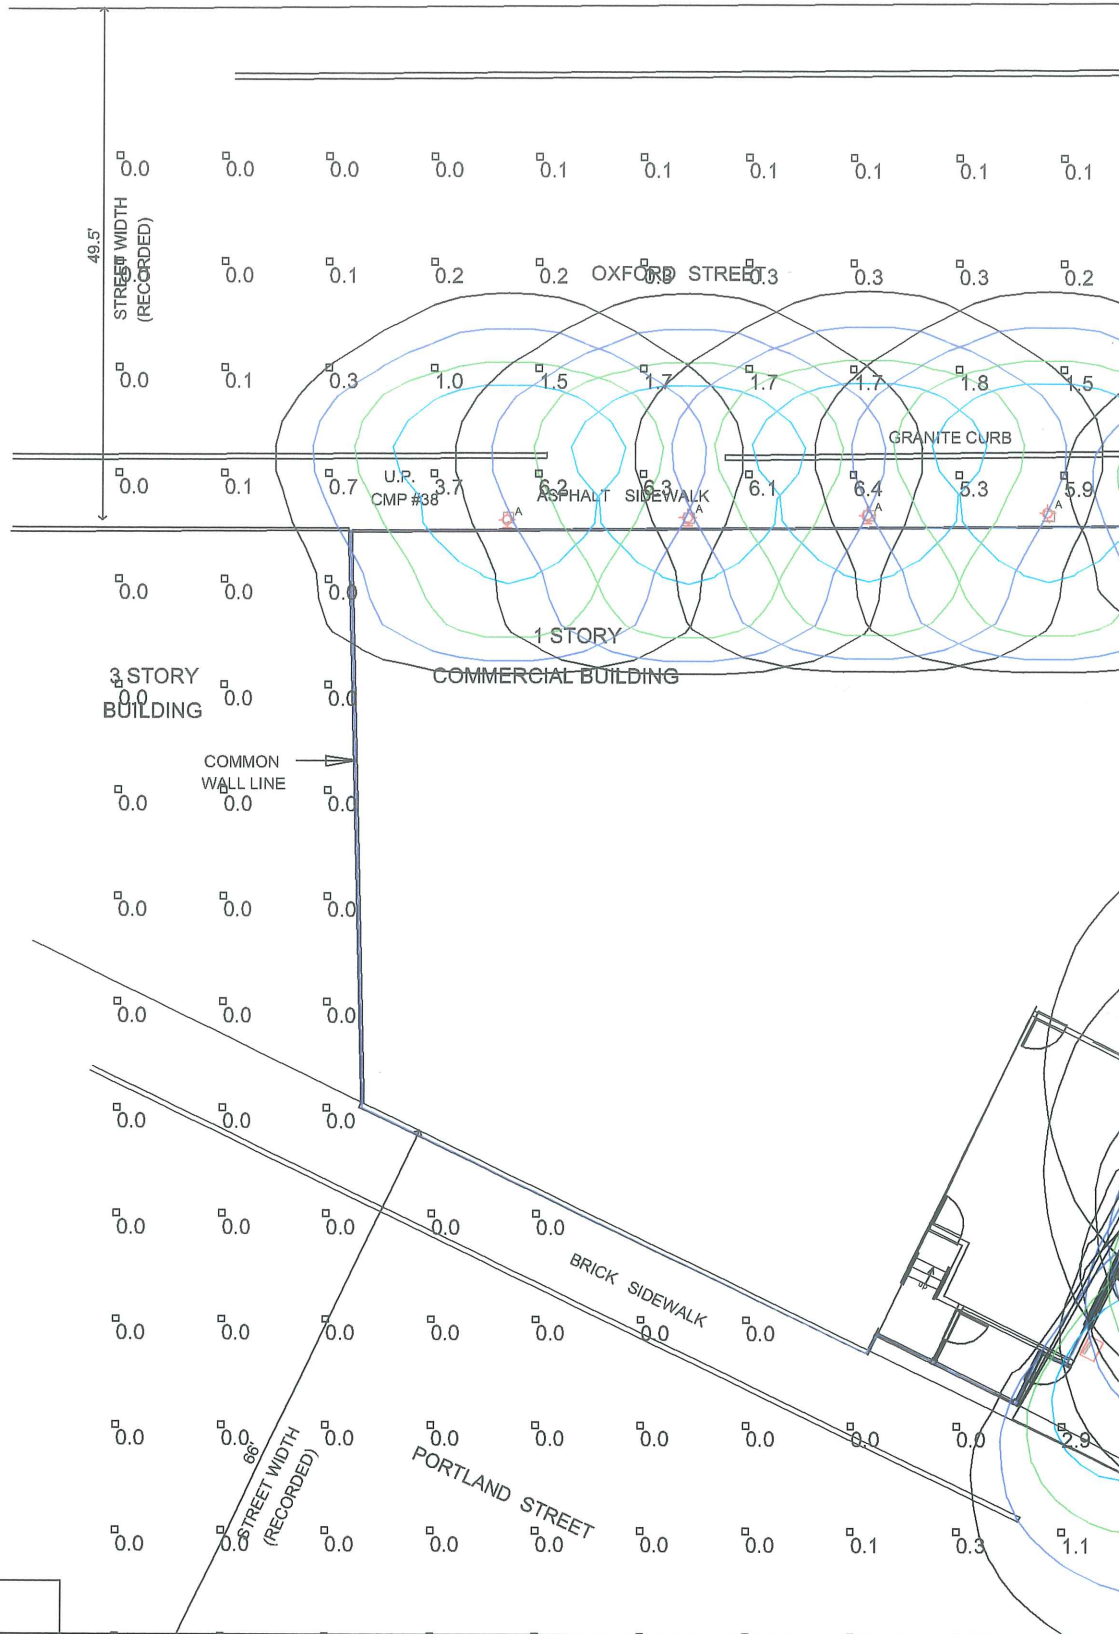 0.0 0.0 0.0 0.0 0.1 0.1 0.1 0.1 0.1 0.1
49.5'
STREET WIDTH
(RECORDED)
0.0 0.0 0.1 0.2 0.2 0.3 0.3 0.3 0.3 0.2
OXFORD STREET
0.0 0.1 0.3 1.0 1.5 1.7 1.7 1.7 1.8 1.5
GRANITE CURB
0.0 0.1 0.7 3.7 6.2 6.3 6.1 6.4 5.3 5.9
U.P.
CMP #38
ASPHALT SIDEWALK
A A A A
0.0 0.0 0.0
1 STORY
COMMERCIAL BUILDING
3 STORY
BUILDING
0.0 0.0 0.0
COMMON
WALL LINE
0.0 0.0 0.0
0.0 0.0 0.0
0.0 0.0 0.0
0.0 0.0 0.0
0.0 0.0 0.0 0.0 0.0
BRICK SIDEWALK
0.0 0.0 0.0 0.0 0.0 0.0 0.0
0.0 0.0 0.0 0.0 0.0 0.0 0.0 0.0 0.0 2.9
66'
STREET WIDTH
(RECORDED)
PORTLAND STREET
0.0 0.0 0.0 0.0 0.0 0.0 0.0 0.1 0.3 1.1